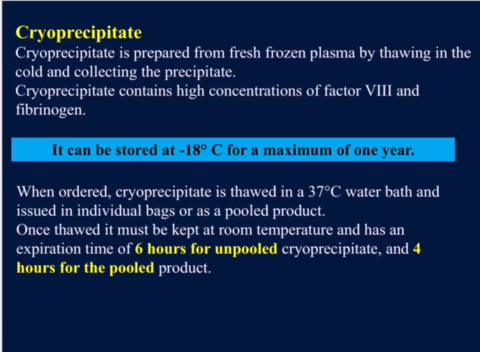 Cryoprecipitate
Cryoprecipitate is prepared from fresh frozen plasma by thawing in the
cold and collecting the precipitate.
Cryoprecipitate contains high concentrations of factor VIII and
fibrinogen.
It can be stored at -18° C for a maximum of one year.
When ordered, cryoprecipitate is thawed in a 37°C water bath and
issued in individual bags or as a pooled product.
Once thawed it must be kept at room temperature and has an
expiration time of 6 hours for unpooled cryoprecipitate, and 4
hours for the pooled product.